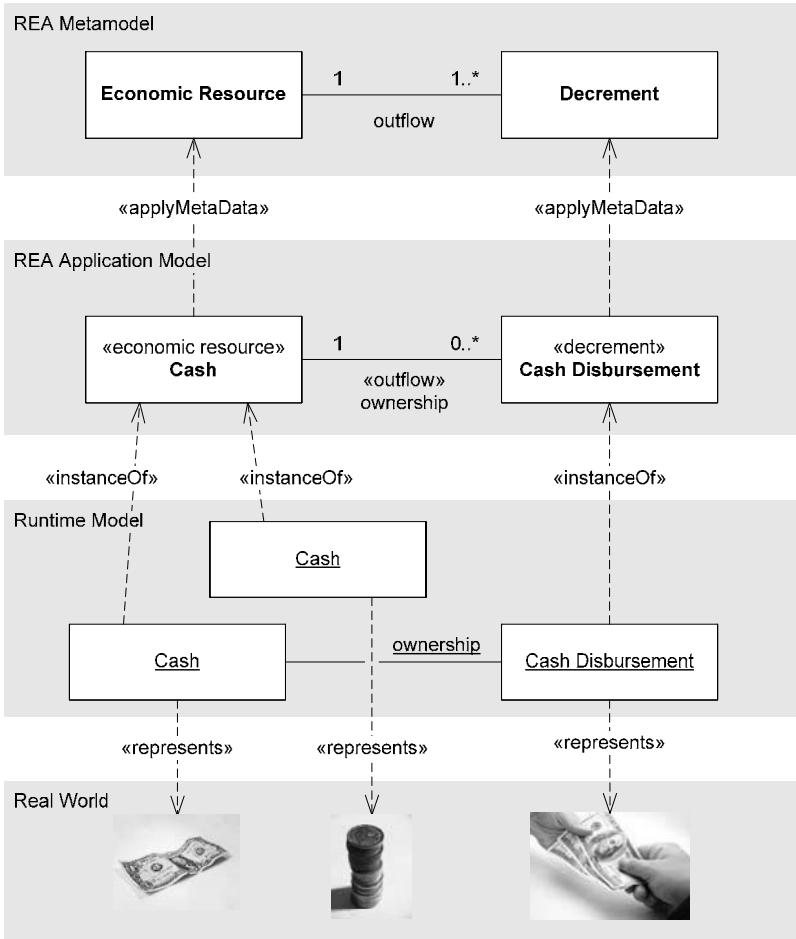 REA Metamodel
Economic Resource
1
1..*
outflow
Decrement
«applyMetaData»
«applyMetaData»
REA Application Model
«economic resource»
Cash
1
0..*
«outflow»
ownership
«decrement»
Cash Disbursement
«instanceOf»
«instanceOf»
«instanceOf»
Runtime Model
Cash
Cash
ownership
Cash Disbursement
«represents»
«represents»
«represents»
Real World